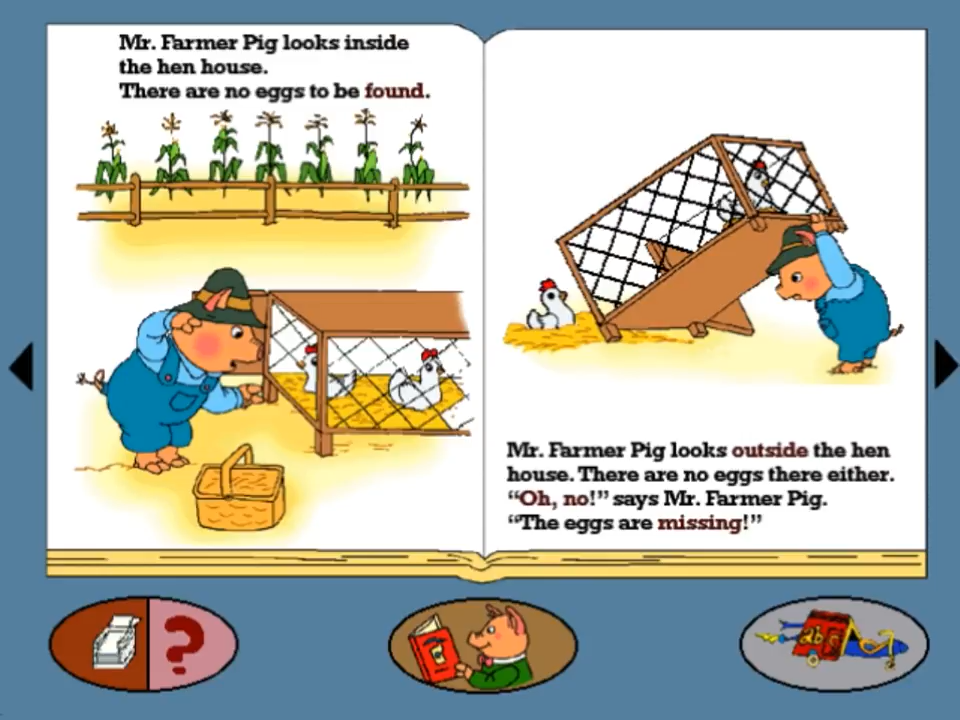 Mr. Farmer Pig looks inside
the hen house.
There are no eggs to be found.
Mr. Farmer Pig looks outside the hen
house. There are no eggs there either.
“Oh, no!” says Mr. Farmer Pig.
“The eggs are missing!”
?
abc